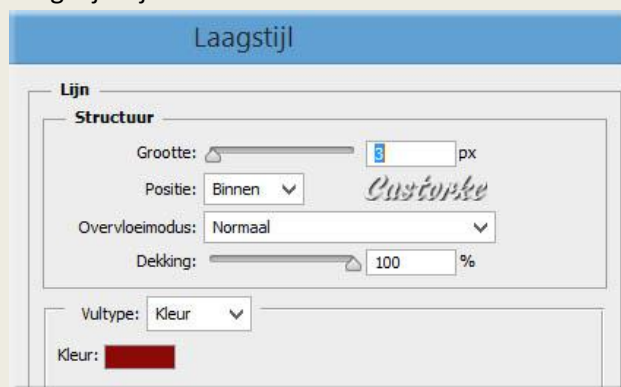 Laagstijl
Lijn
Structuur
Grootte: 3 px
Positie: Binnen
Castorke
Overvloeimodus: Normaal
Dekking: 100 %
Vultype: Kleur
Kleur: